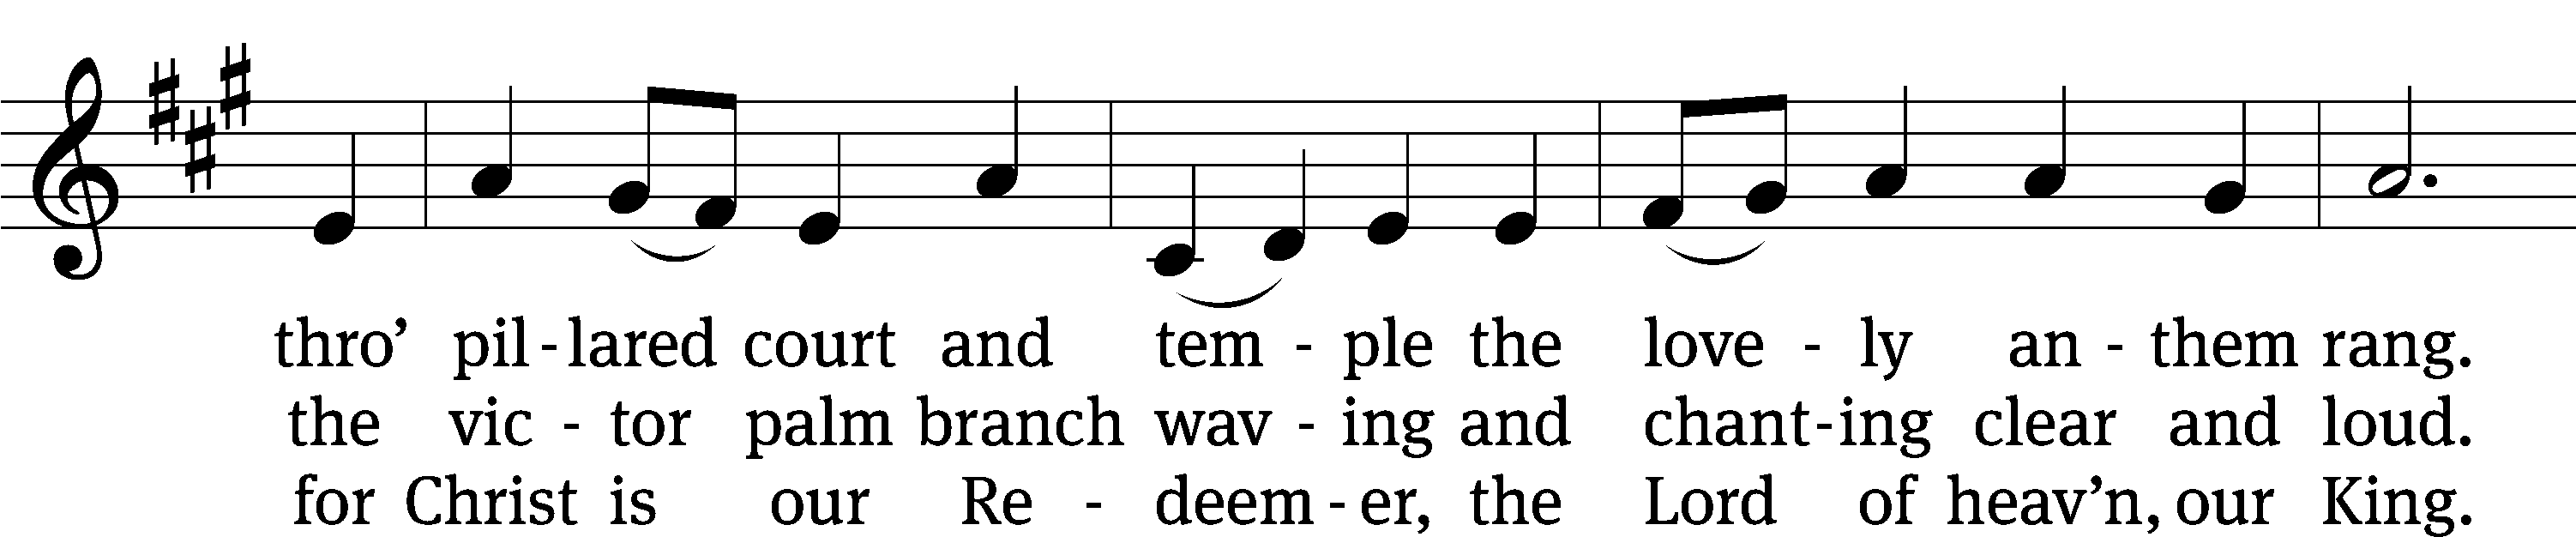 thro’ pil - lared court and tem - ple the love - ly an - them rang.
the vic - tor palm branch wav - ing and chant - ing clear and loud.
for Christ is our Re - deem - er, the Lord of heav’n, our King.